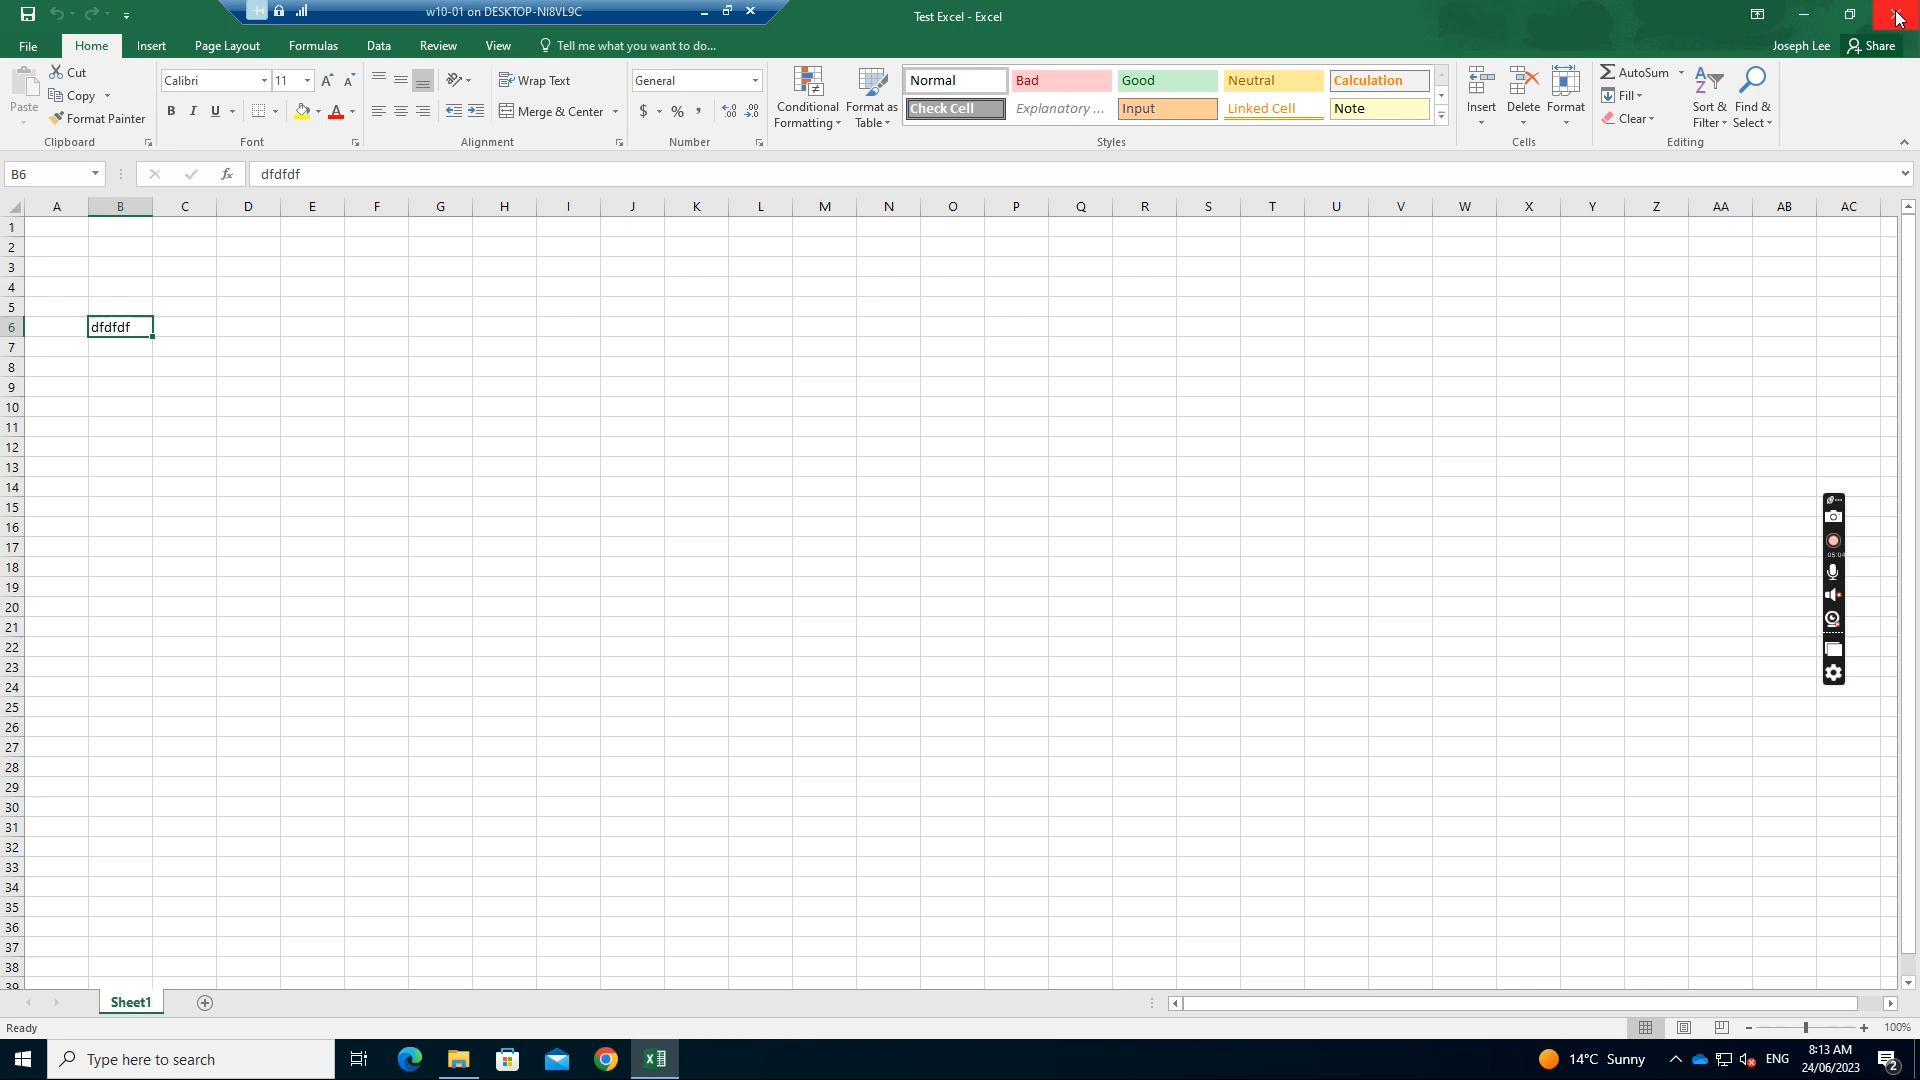 w10-01 on DESKTOP-NI8VL9C
Test Excel - Excel
File Home Insert Page Layout Formulas Data Review View Tell me what you want to do... Joseph Lee Share
Paste Cut Copy Format Painter Clipboard
Calibri 11 B I U A Font
Wrap Text Merge & Center Alignment
General $ % , Number
Conditional Formatting Format as Table
Normal Bad Good Neutral Calculation
Check Cell Explanatory ... Input Linked Cell Note
Styles
Insert Delete Format Cells
AutoSum Fill Clear Sort & Filter Find & Select Editing
B6 fx dfdfdf
A B C D E F G H I J K L M N O P Q R S T U V W X Y Z AA AB AC
1
2
3
4
5
6 dfdfdf
7
8
9
10
11
12
13
14
15
16
17
18
19
20
21
22
23
24
25
26
27
28
29
30
31
32
33
34
35
36
37
38
39
05:04
Sheet1
Ready 100%
Type here to search 14°C Sunny ENG 8:13 AM
24/06/2023 2